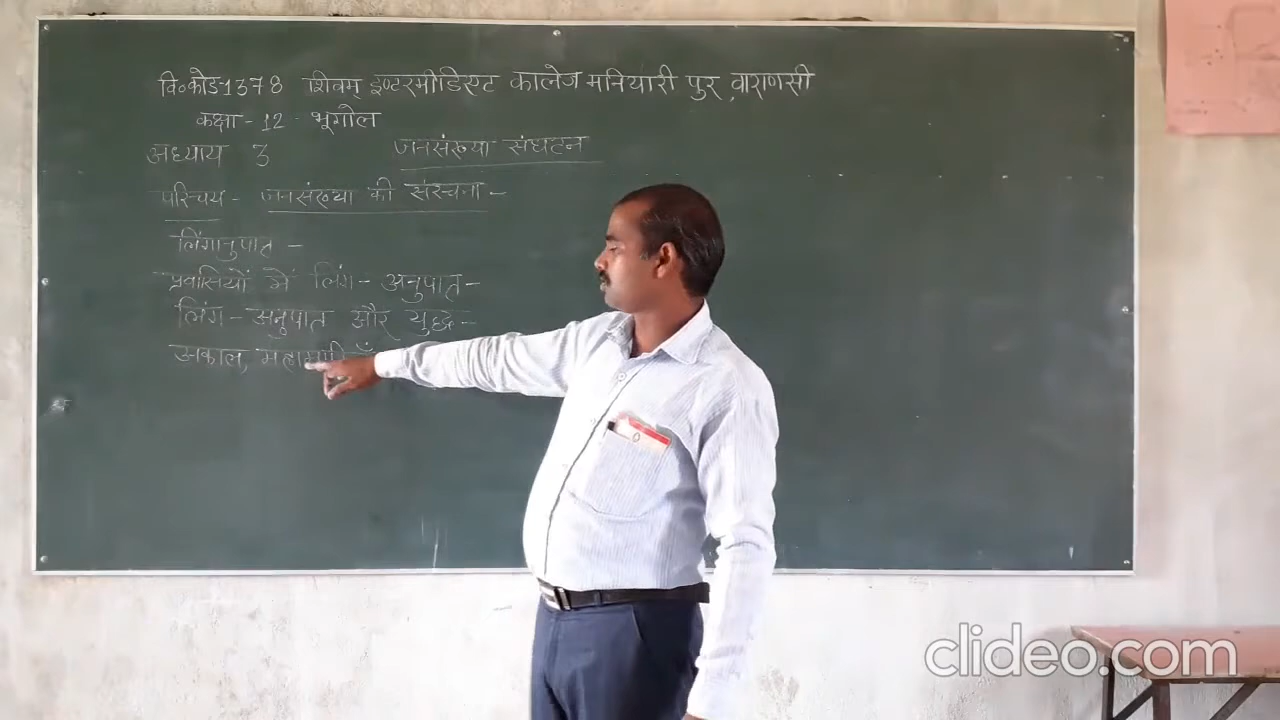 वि०कोड-1378 शिवम् इण्टरमीडिएट कालेज मनियारी पुर, वाराणसी
कक्षा - 12 - भूगोल
अध्याय 3 जनसंख्या संघटन
परिचय - जनसंख्या की संरचना -
लिंगानुपात -
प्रवासियों में लिंग - अनुपात -
लिंग - अनुपात और युद्ध -
अकाल,
clideo.com